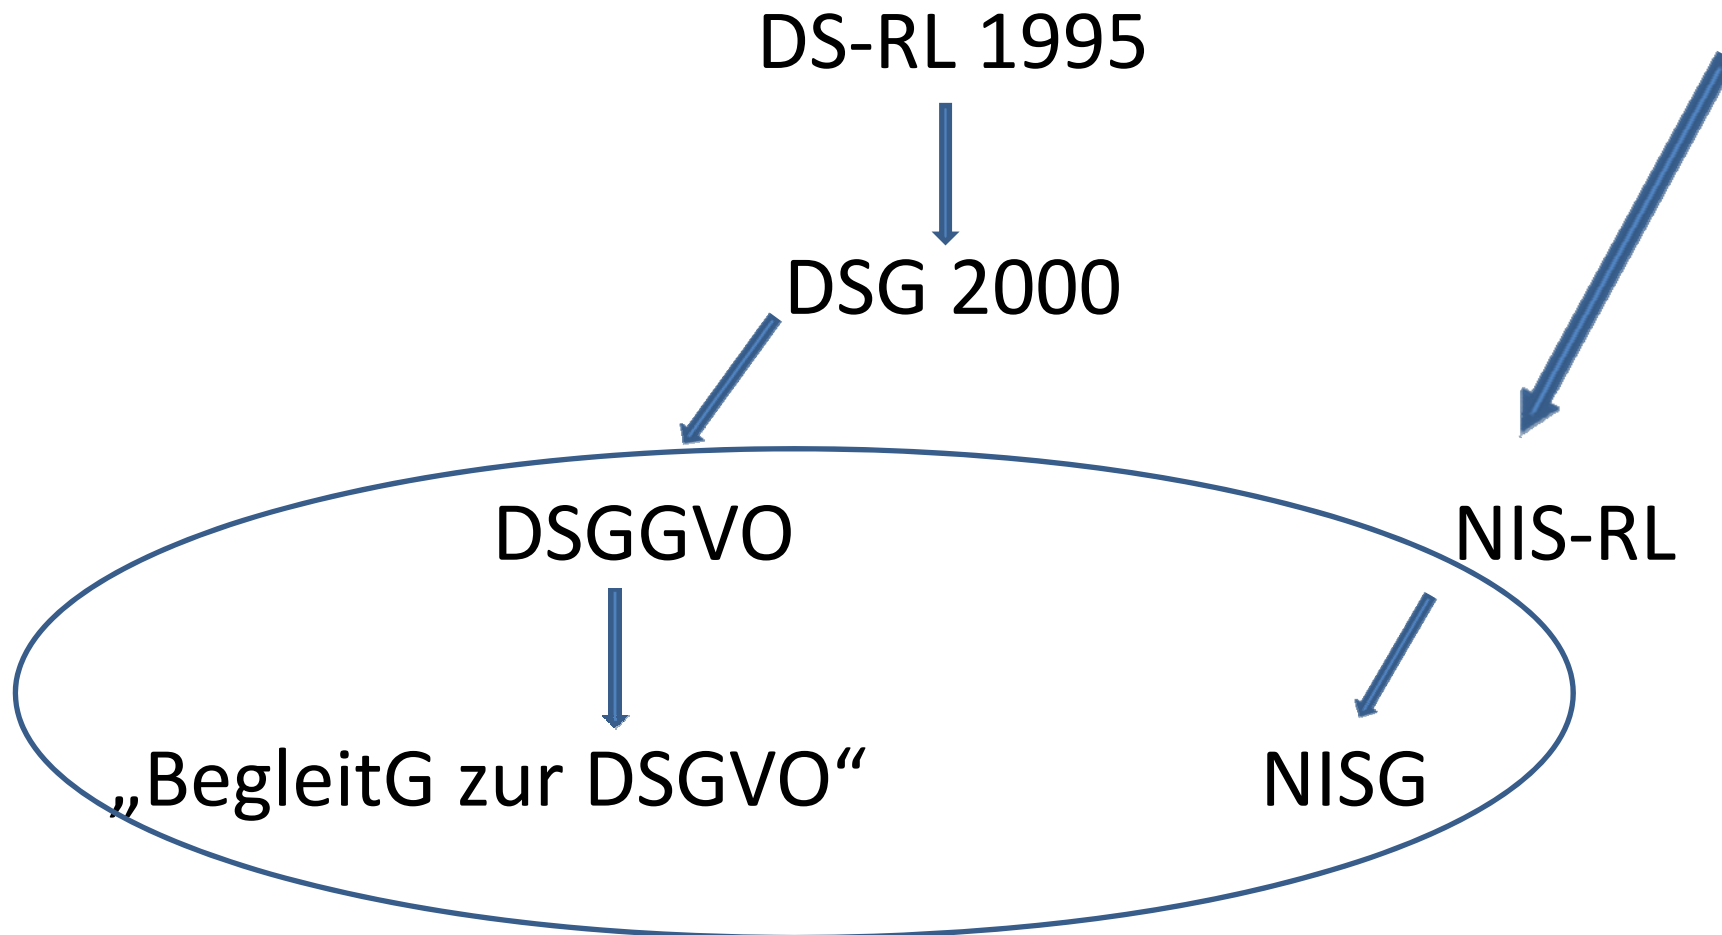 DS-RL 1995
DSG 2000
DSGGVO
NIS-RL
„BegleitG zur DSGVO“
NISG